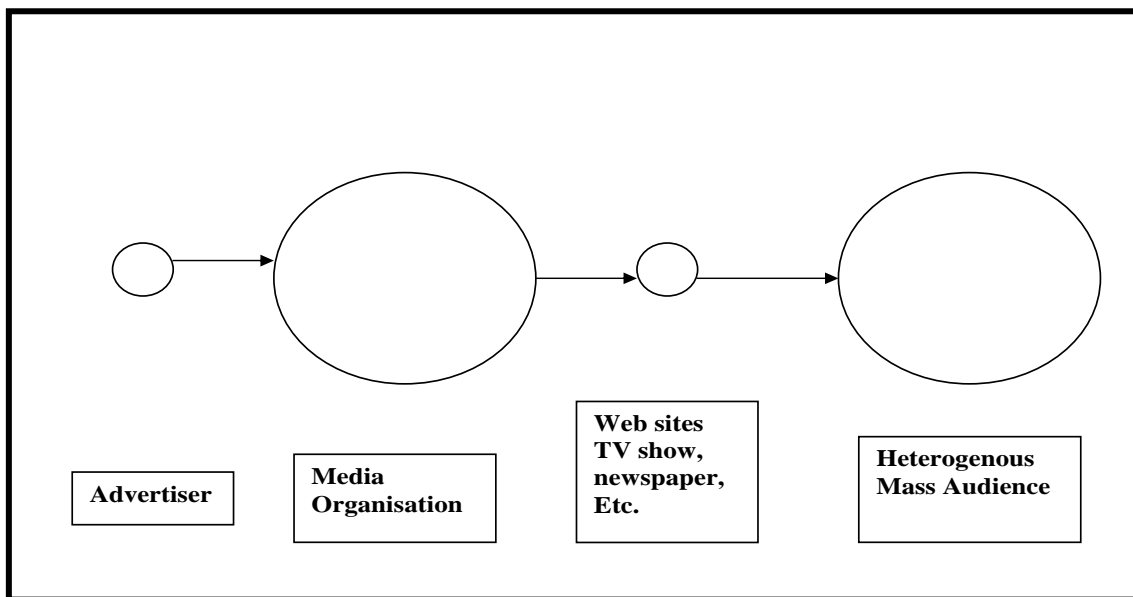 Advertiser
Media
Organisation
Web sites
TV show,
newspaper,
Etc.
Heterogenous
Mass Audience